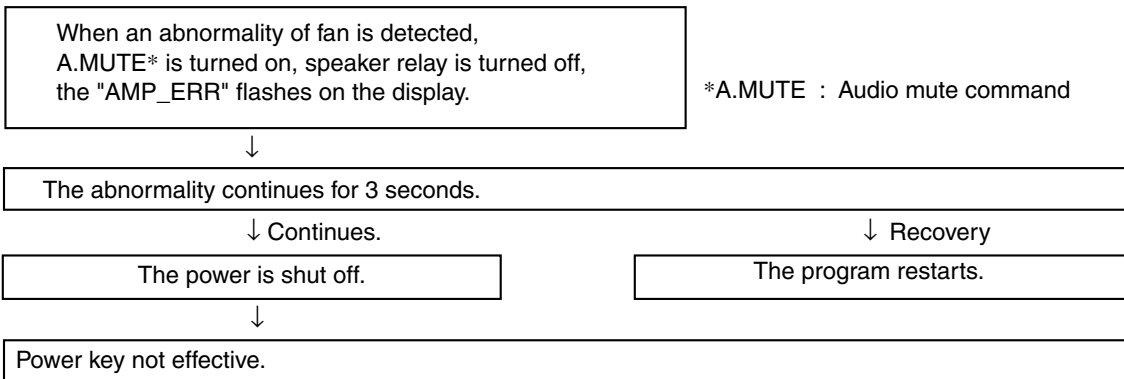 When an abnormality of fan is detected,
A.MUTE* is turned on, speaker relay is turned off,
the "AMP_ERR" flashes on the display.
*A.MUTE : Audio mute command
↓
The abnormality continues for 3 seconds.
↓ Continues.
↓ Recovery
The power is shut off.
The program restarts.
↓
Power key not effective.